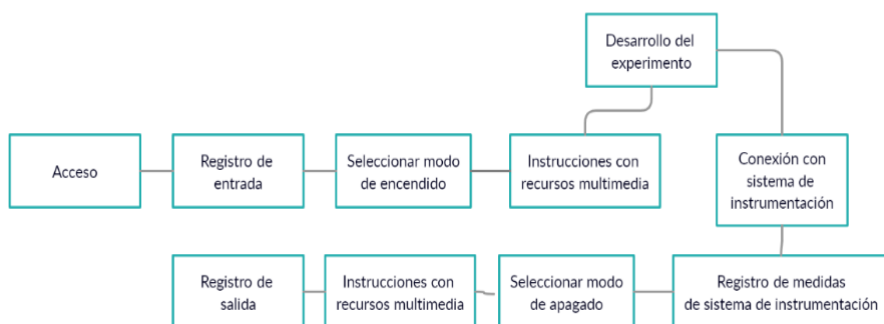 Desarrollo del
experimento
Acceso
Registro de
entrada
Seleccionar modo
de encendido
Instrucciones con
recursos multimedia
Conexión con
sistema de
instrumentación
Registro de
salida
Instrucciones con
recursos multimedia
Seleccionar modo
de apagado
Registro de medidas
de sistema de instrumentación